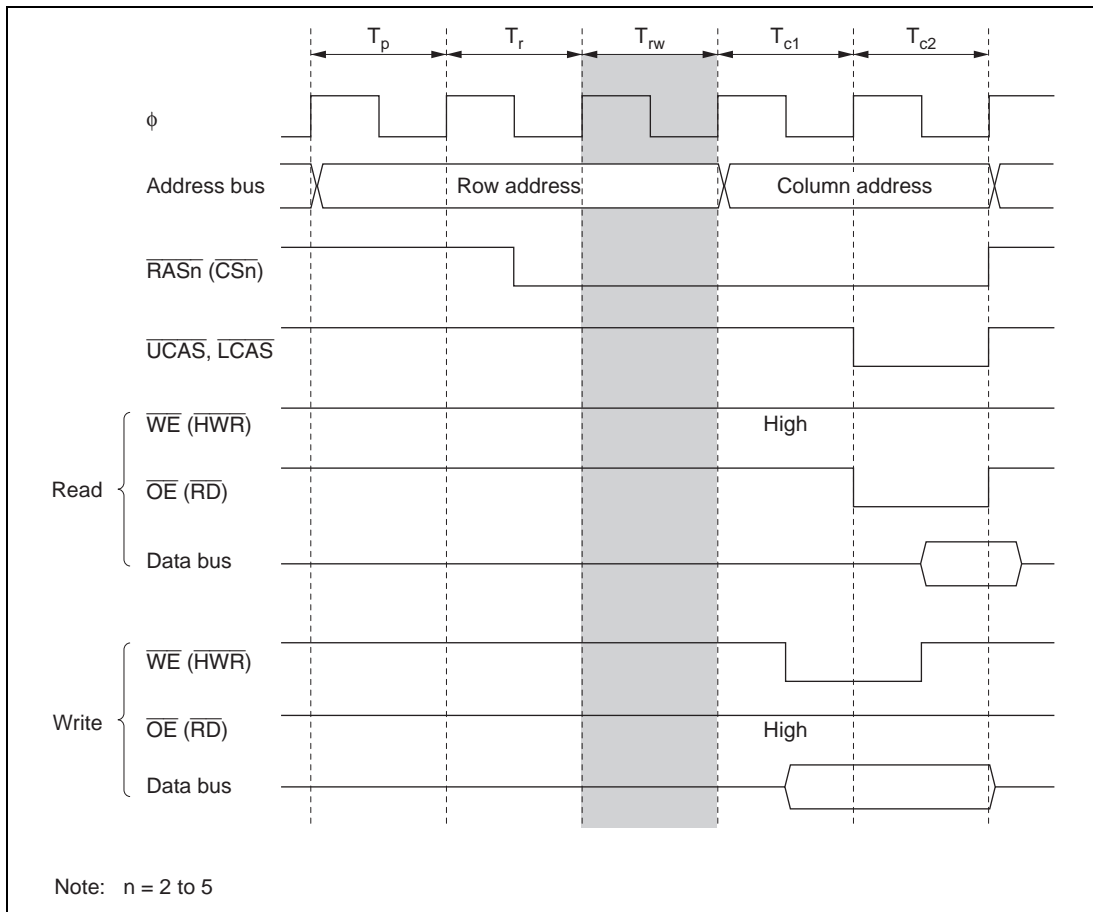 Tp Tr Trw Tc1 Tc2
ϕ
Address bus Row address Column address
RASn (CSn)
UCAS, LCAS
WE (HWR) High
Read OE (RD)
Data bus
WE (HWR)
Write OE (RD) High
Data bus
Note: n = 2 to 5